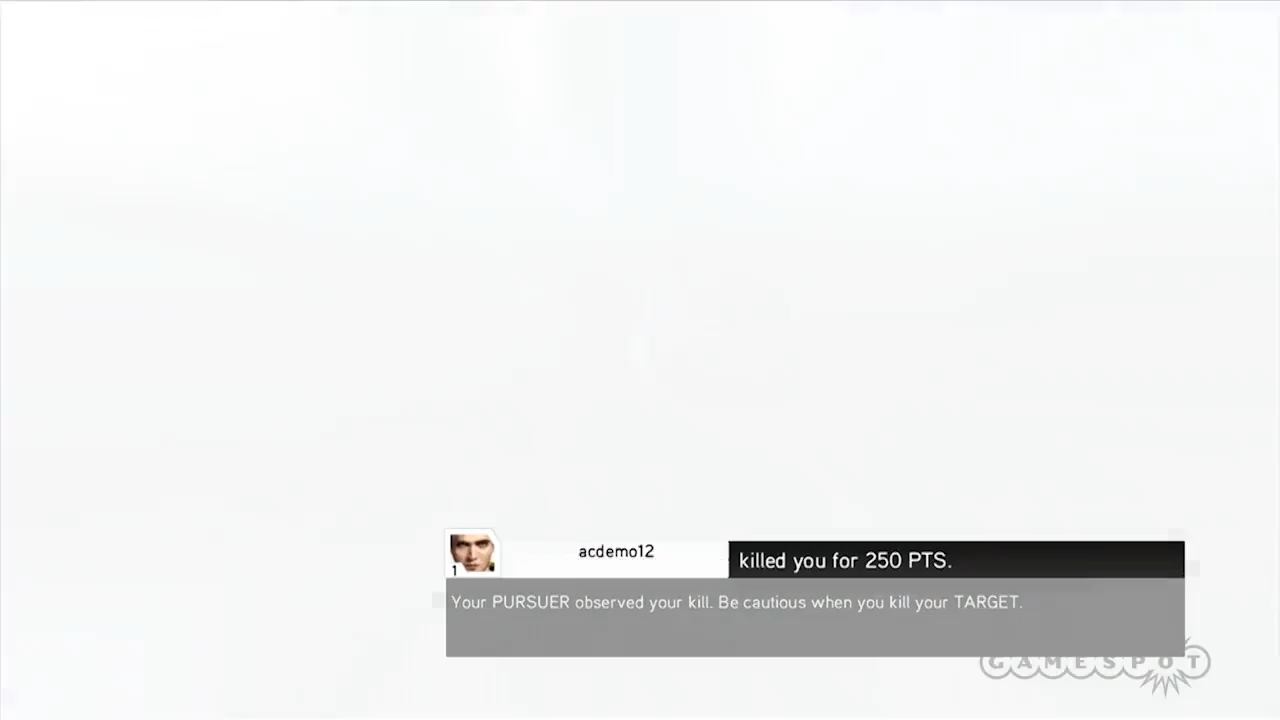 acdemo12
killed you for 250 PTS.
1
Your PURSUER observed your kill. Be cautious when you kill your TARGET.
GAMESPOT